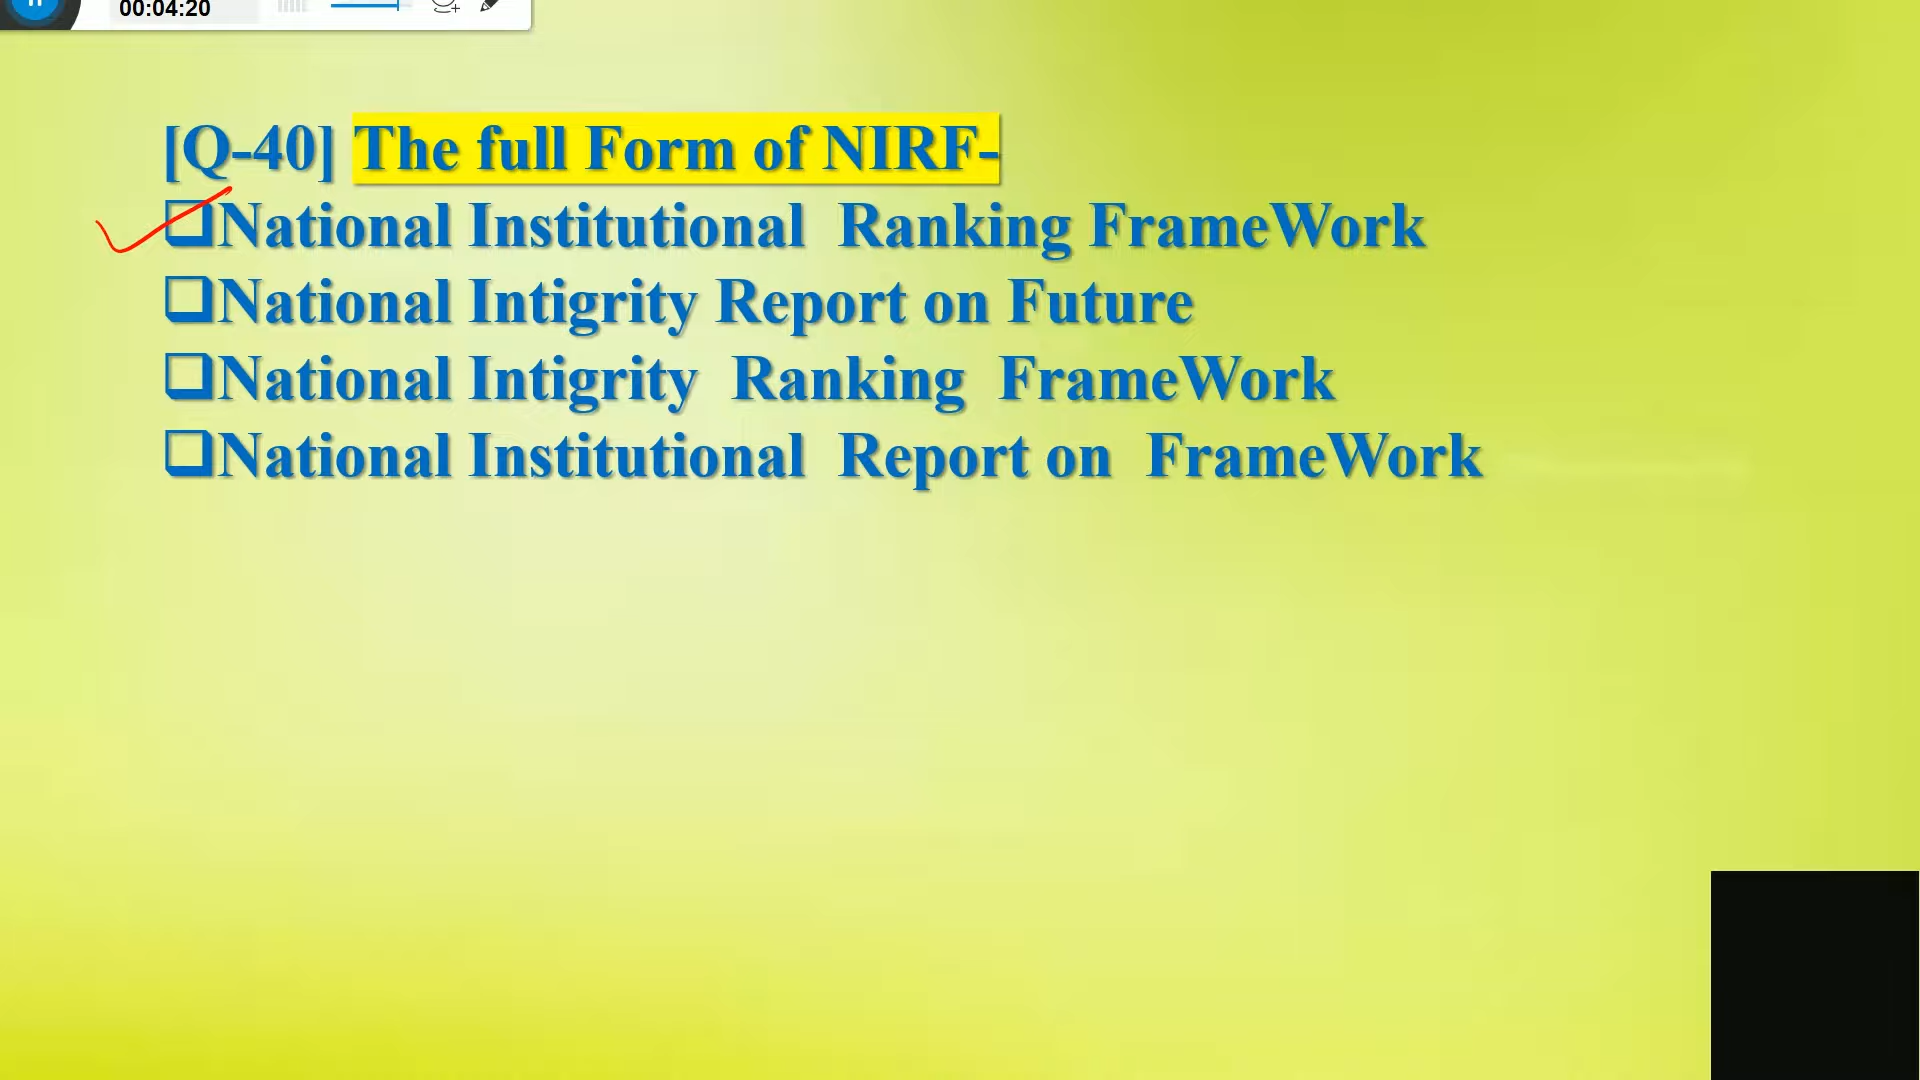 00:04:20
[Q-40] The full Form of NIRF-
❑National Institutional Ranking FrameWork
❑National Intigrity Report on Future
❑National Intigrity Ranking FrameWork
❑National Institutional Report on FrameWork